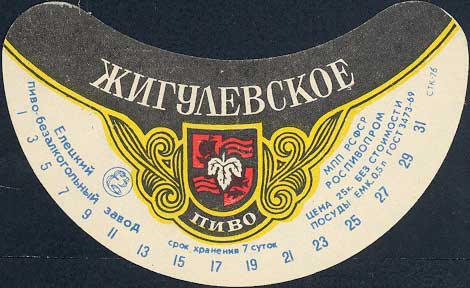 ЖИГУЛЕВСКОЕ
ПИВО
Елецкий
пиво-безалкогольный завод
МПП РСФСР
РОСПИВОПРОМ
ЦЕНА 25к. БЕЗ СТОИМОСТИ
ПОСУДЫ ЕМК. 0,5 л ГОСТ 3473-69
СТК-76
срок хранения 7 суток
1 3 5 7 9 11 13 15 17 19 21 23 25 27 29 31